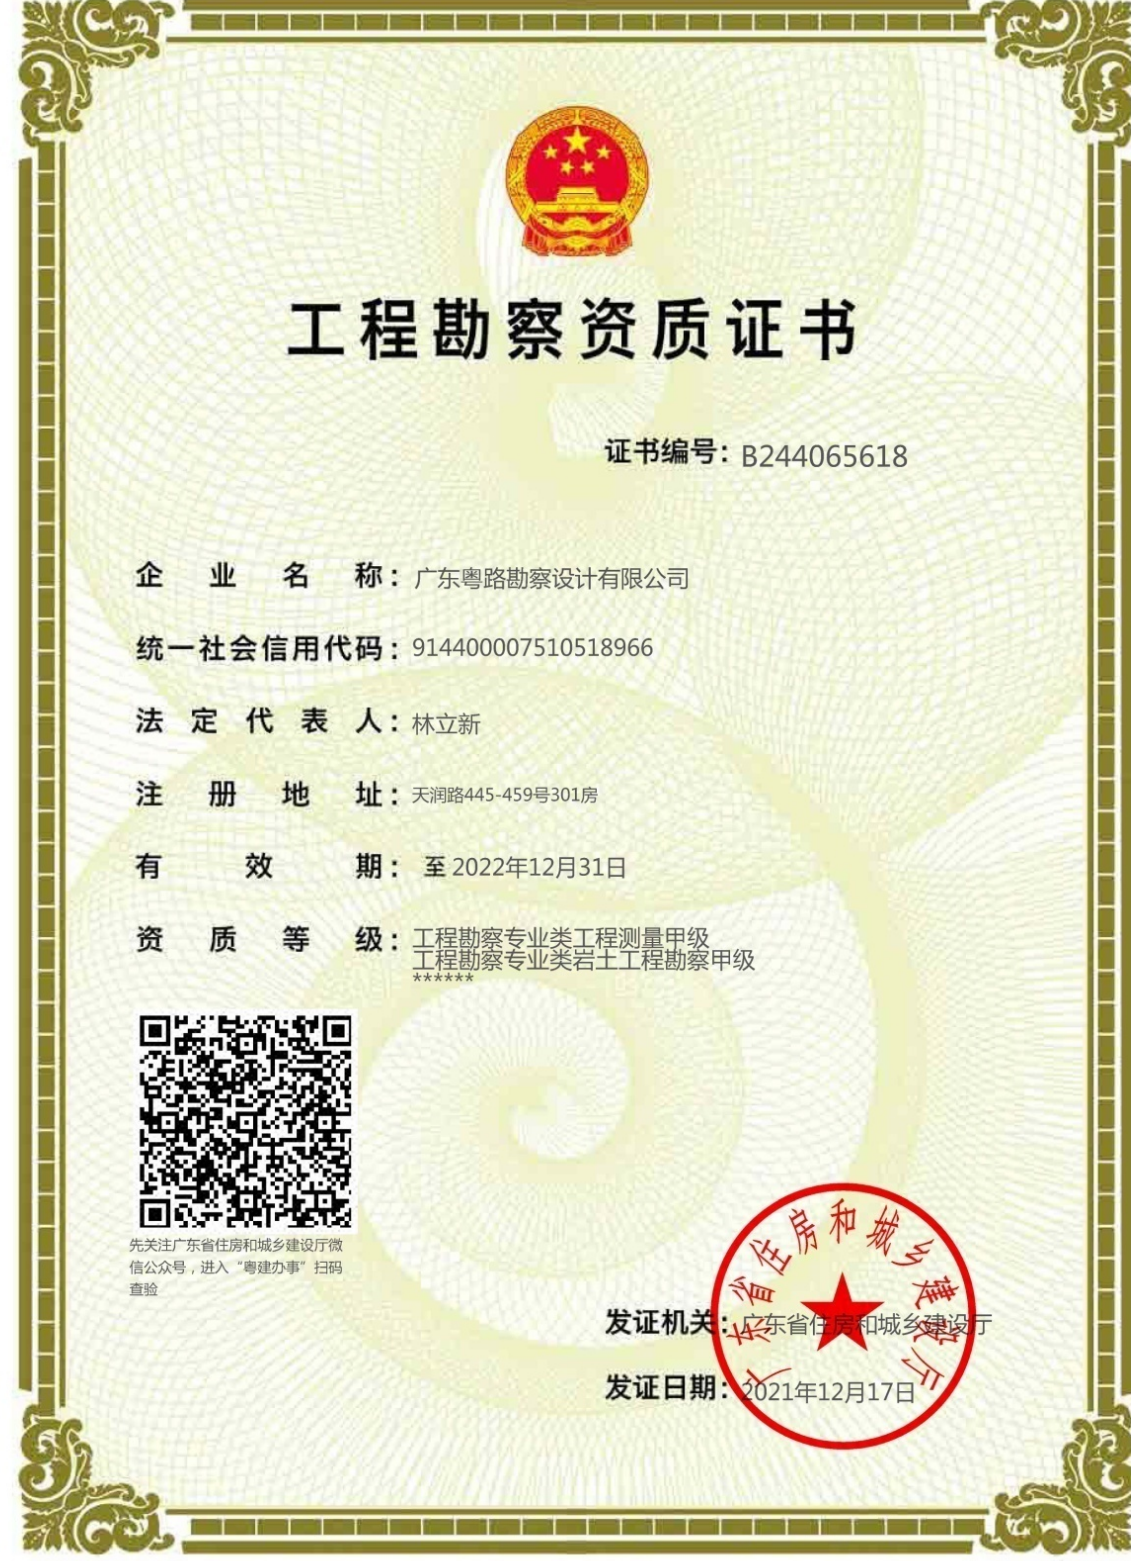 工程勘察资质证书
证书编号：B244065618
企业名称：广东粤路勘察设计有限公司
统一社会信用代码：914400007510518966
法定代表人：林立新
注册地址：天润路445-459号301房
有效期：至2022年12月31日
资质等级：工程勘察专业类工程测量甲级
工程勘察专业类岩土工程勘察甲级
******
先关注广东省住房和城乡建设厅微
信公众号，进入“粤建办事”扫码
查验
广东省住房和城乡建设厅
发证机关：广东省住房和城乡建设厅
发证日期：2021年12月17日